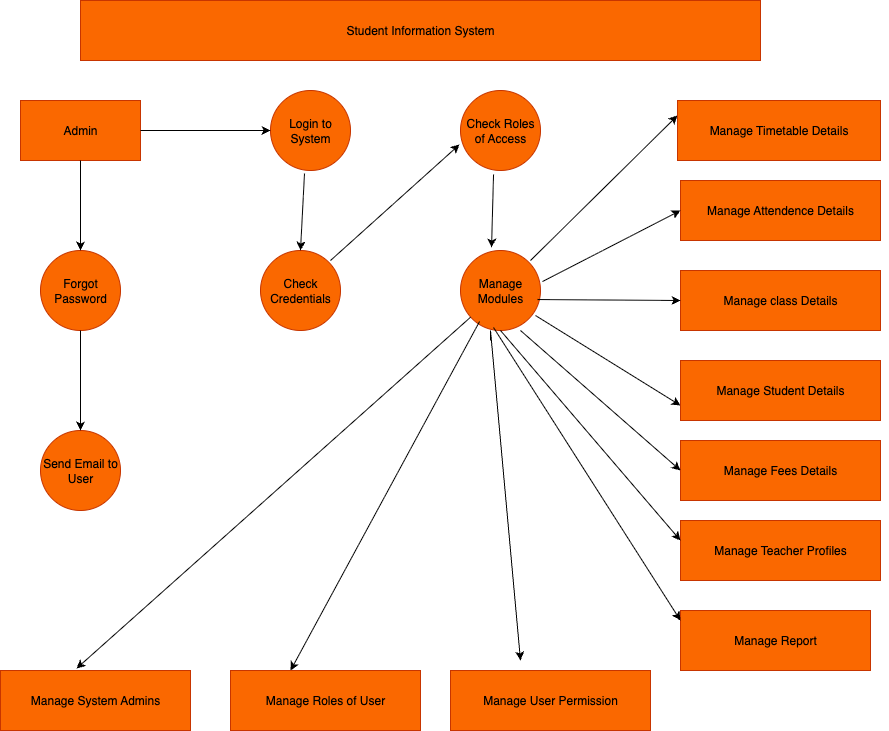 Student Information System
Admin
Login to
System
Check Roles
of Access
Manage Timetable Details
Manage Attendence Details
Forgot
Password
Check
Credentials
Manage
Modules
Manage class Details
Manage Student Details
Send Email to
User
Manage Fees Details
Manage Teacher Profiles
Manage Report
Manage System Admins
Manage Roles of User
Manage User Permission